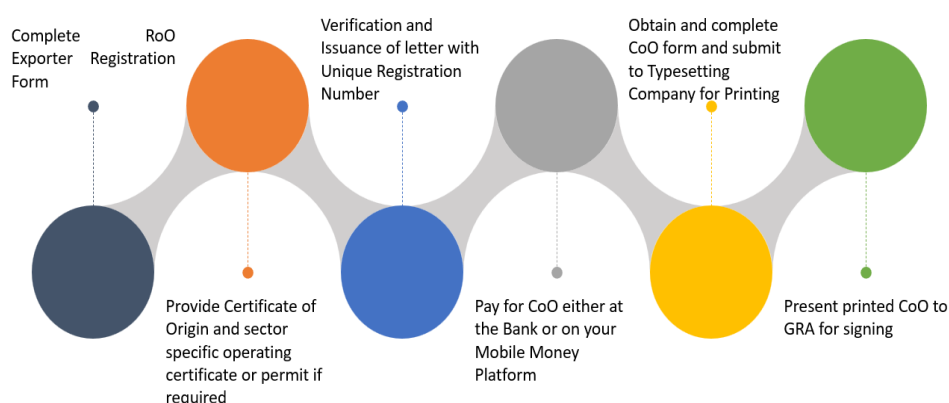 Complete RoO
Exporter Registration
Form
Provide Certificate of
Origin and sector
specific operating
certificate or permit if
required
Verification and
Issuance of letter with
Unique Registration
Number
Pay for CoO either at
the Bank or on your
Mobile Money
Platform
Obtain and complete
CoO form and submit
to Typesetting
Company for Printing
Present printed CoO to
GRA for signing